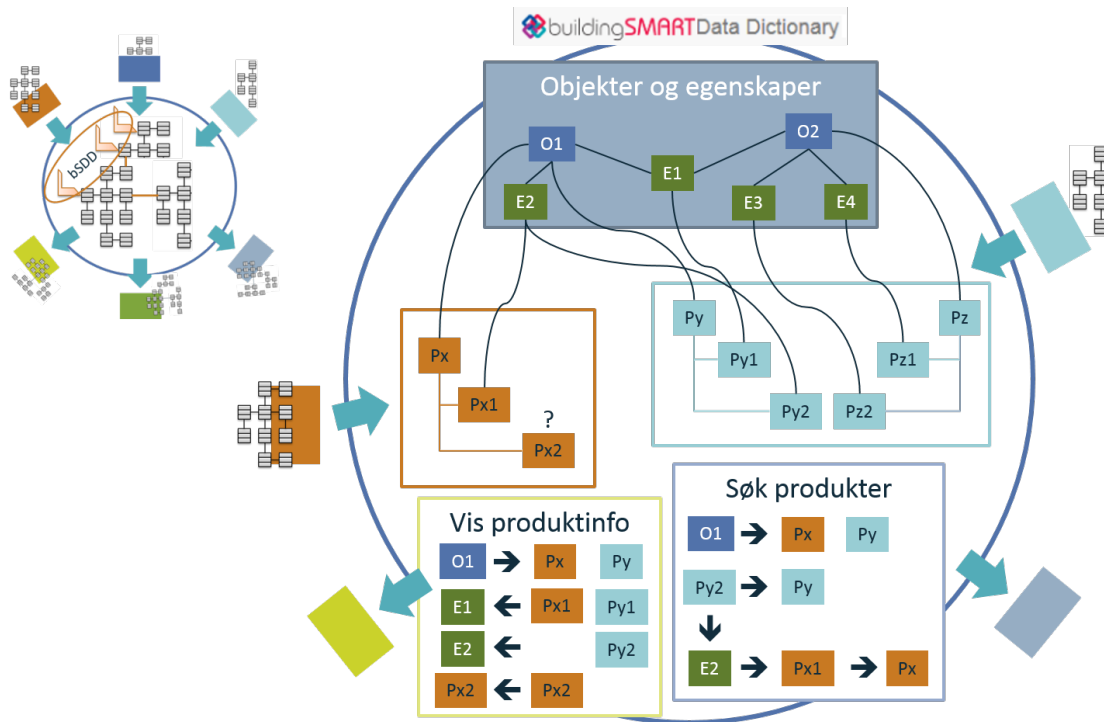 buildingSMART Data Dictionary
bSDD
Objekter og egenskaper
O1
O2
E1
E2
E3
E4
Px
Px1
?
Px2
Py
Py1
Py2
Pz
Pz1
Pz2
Vis produktinfo
O1 → Px Py
E1 ← Px1 Py1
E2 ← Py2
Px2 ← Px2
Søk produkter
O1 → Px Py
Py2 → Py
↓
E2 → Px1 → Px